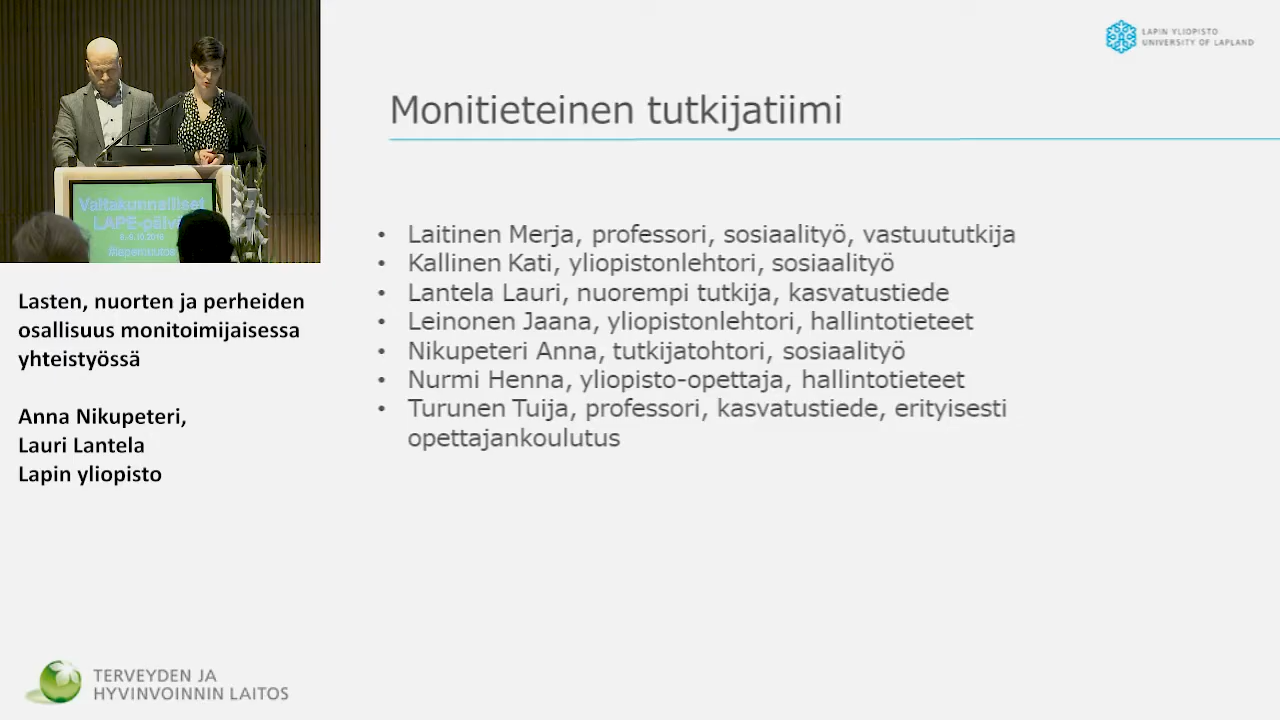 LAPIN YLIOPISTO
UNIVERSITY OF LAPLAND
Monitieteinen tutkijatiimi
• Laitinen Merja, professori, sosiaalityö, vastuututkija
• Kallinen Kati, yliopistonlehtori, sosiaalityö
• Lantela Lauri, nuorempi tutkija, kasvatustiede
• Leinonen Jaana, yliopistonlehtori, hallintotieteet
• Nikupeteri Anna, tutkijatohtori, sosiaalityö
• Nurmi Henna, yliopisto-opettaja, hallintotieteet
• Turunen Tuija, professori, kasvatustiede, erityisesti
opettajankoulutus
Valtakunnalliset
LAPE-päivä
Lasten, nuorten ja perheiden
osallisuus monitoimijaisessa
yhteistyössä
Anna Nikupeteri,
Lauri Lantela
Lapin yliopisto
TERVEYDEN JA
HYVINVOINNIN LAITOS